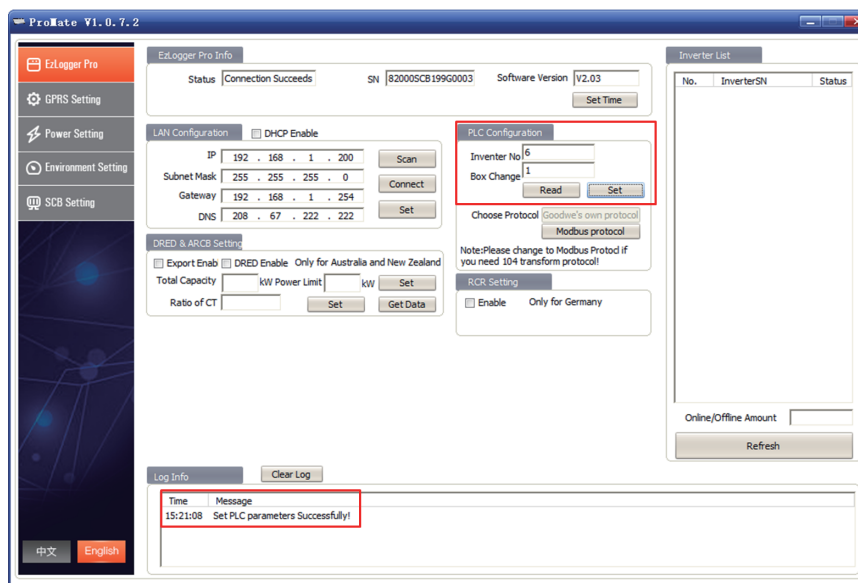 ProMate V1.0.7.2
EzLogger Pro
GPRS Setting
Power Setting
Environment Setting
SCB Setting
中文
English
EzLogger Pro Info
Status Connection Succeeds SN 82000SCB199G0003 Software Version V2.03
Set Time
LAN Configuration DHCP Enable
IP 192 . 168 . 1 . 200 Scan
Subnet Mask 255 . 255 . 255 . 0 Connect
Gateway 192 . 168 . 1 . 254
DNS 208 . 67 . 222 . 222 Set
DRED & ARCB Setting
Export Enab DRED Enable Only for Australia and New Zealand
Total Capacity kW Power Limit kW Set
Ratio of CT Set Get Data
PLC Configuration
Inventer No 6
Box Change 1
Read Set
Choose Protocol Goodwe's own protocol
Modbus protocol
Note:Please change to Modbus Protocl if
you need 104 transform protocol!
RCR Setting
Enable Only for Germany
Inverter List
No. InverterSN Status
Online/Offline Amount
Refresh
Log Info Clear Log
Time Message
15:21:08 Set PLC parameters Successfully!